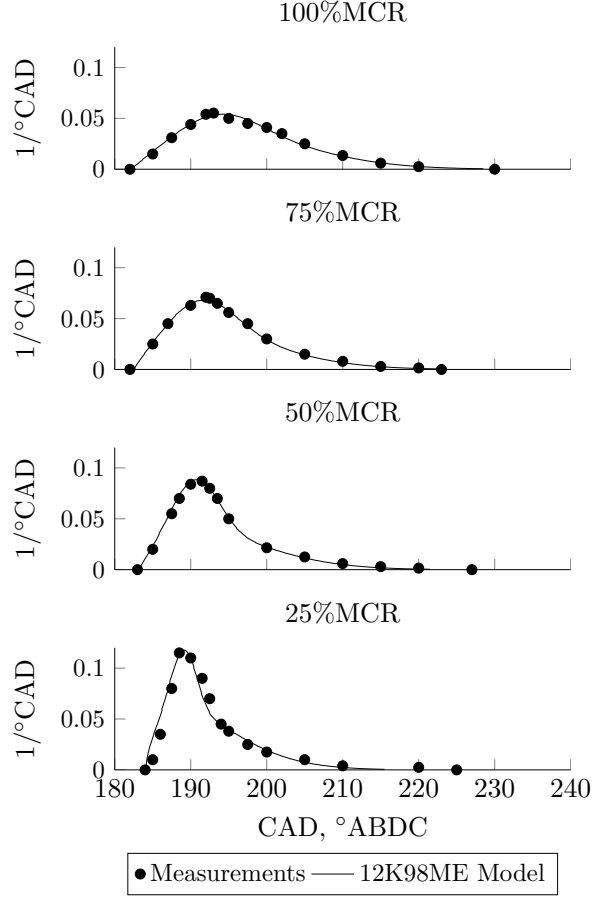 100%MCR
0.1
0.05
0
1/°CAD
75%MCR
0.1
0.05
0
1/°CAD
50%MCR
0.1
0.05
0
1/°CAD
25%MCR
0.1
0.05
0
1/°CAD
180 190 200 210 220 230 240
CAD, °ABDC
Measurements 12K98ME Model